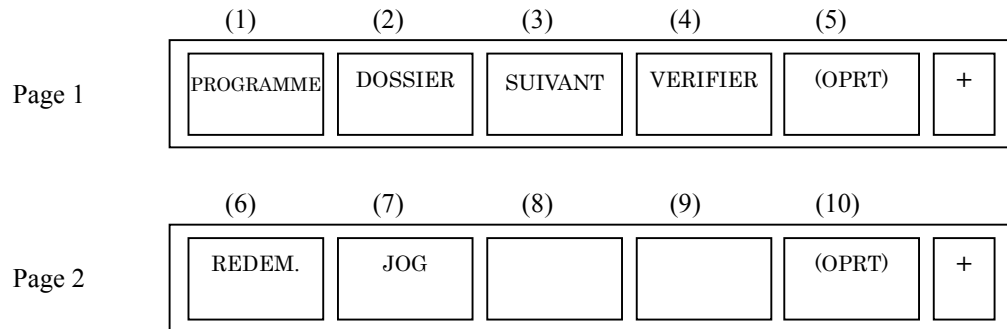 (1) (2) (3) (4) (5)
Page 1 PROGRAMME DOSSIER SUIVANT VERIFIER (OPRT) +
(6) (7) (8) (9) (10)
Page 2 REDEM. JOG (OPRT) +